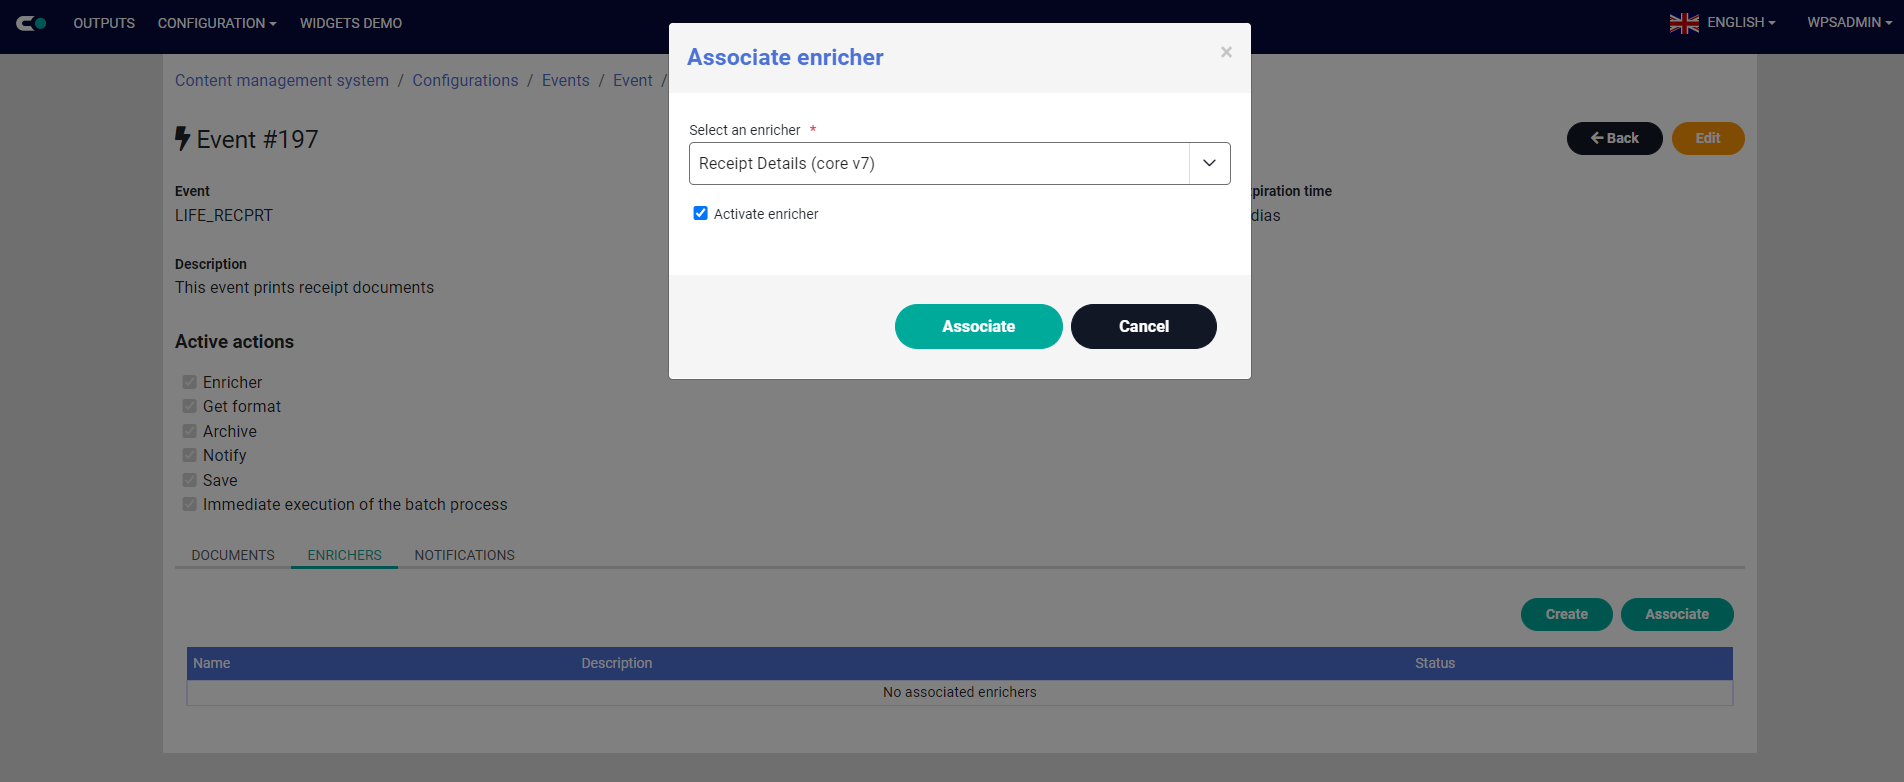 OUTPUTS CONFIGURATION WIDGETS DEMO ENGLISH WPSADMIN
Associate enricher ×
Content management system / Configurations / Events / Event /
Select an enricher *
Event #197 Back Edit
Receipt Details (core v7)
Event
piration time
LIFE_RECPRT
dias
Activate enricher
Description
This event prints receipt documents
Associate Cancel
Active actions
Enricher
Get format
Archive
Notify
Save
Immediate execution of the batch process
DOCUMENTS ENRICHERS NOTIFICATIONS
Create Associate
Name Description Status
No associated enrichers